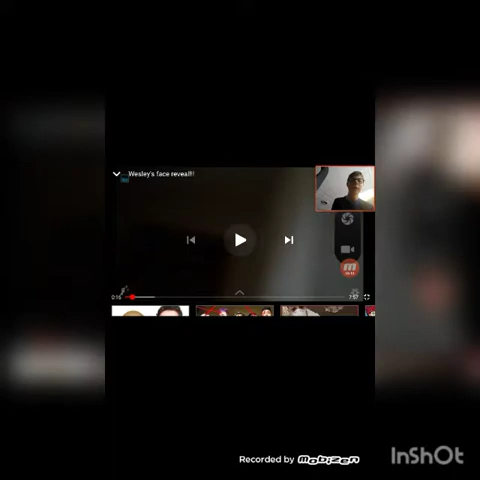 Wesley's face reveal!!
0:16
7:57
Recorded by mobizen
InShOt